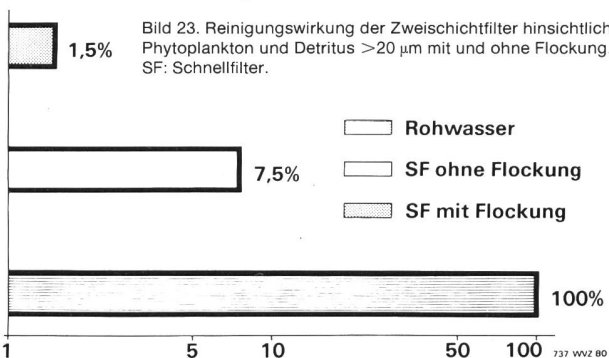 Bild 23. Reinigungswirkung der Zweischichtfilter hinsichtlich
Phytoplankton und Detritus >20 μm mit und ohne Flockung.
SF: Schnellfilter.
1,5%
Rohwasser
7,5%
SF ohne Flockung
SF mit Flockung
100%
1 5 10 50 100
737 WVZ 80